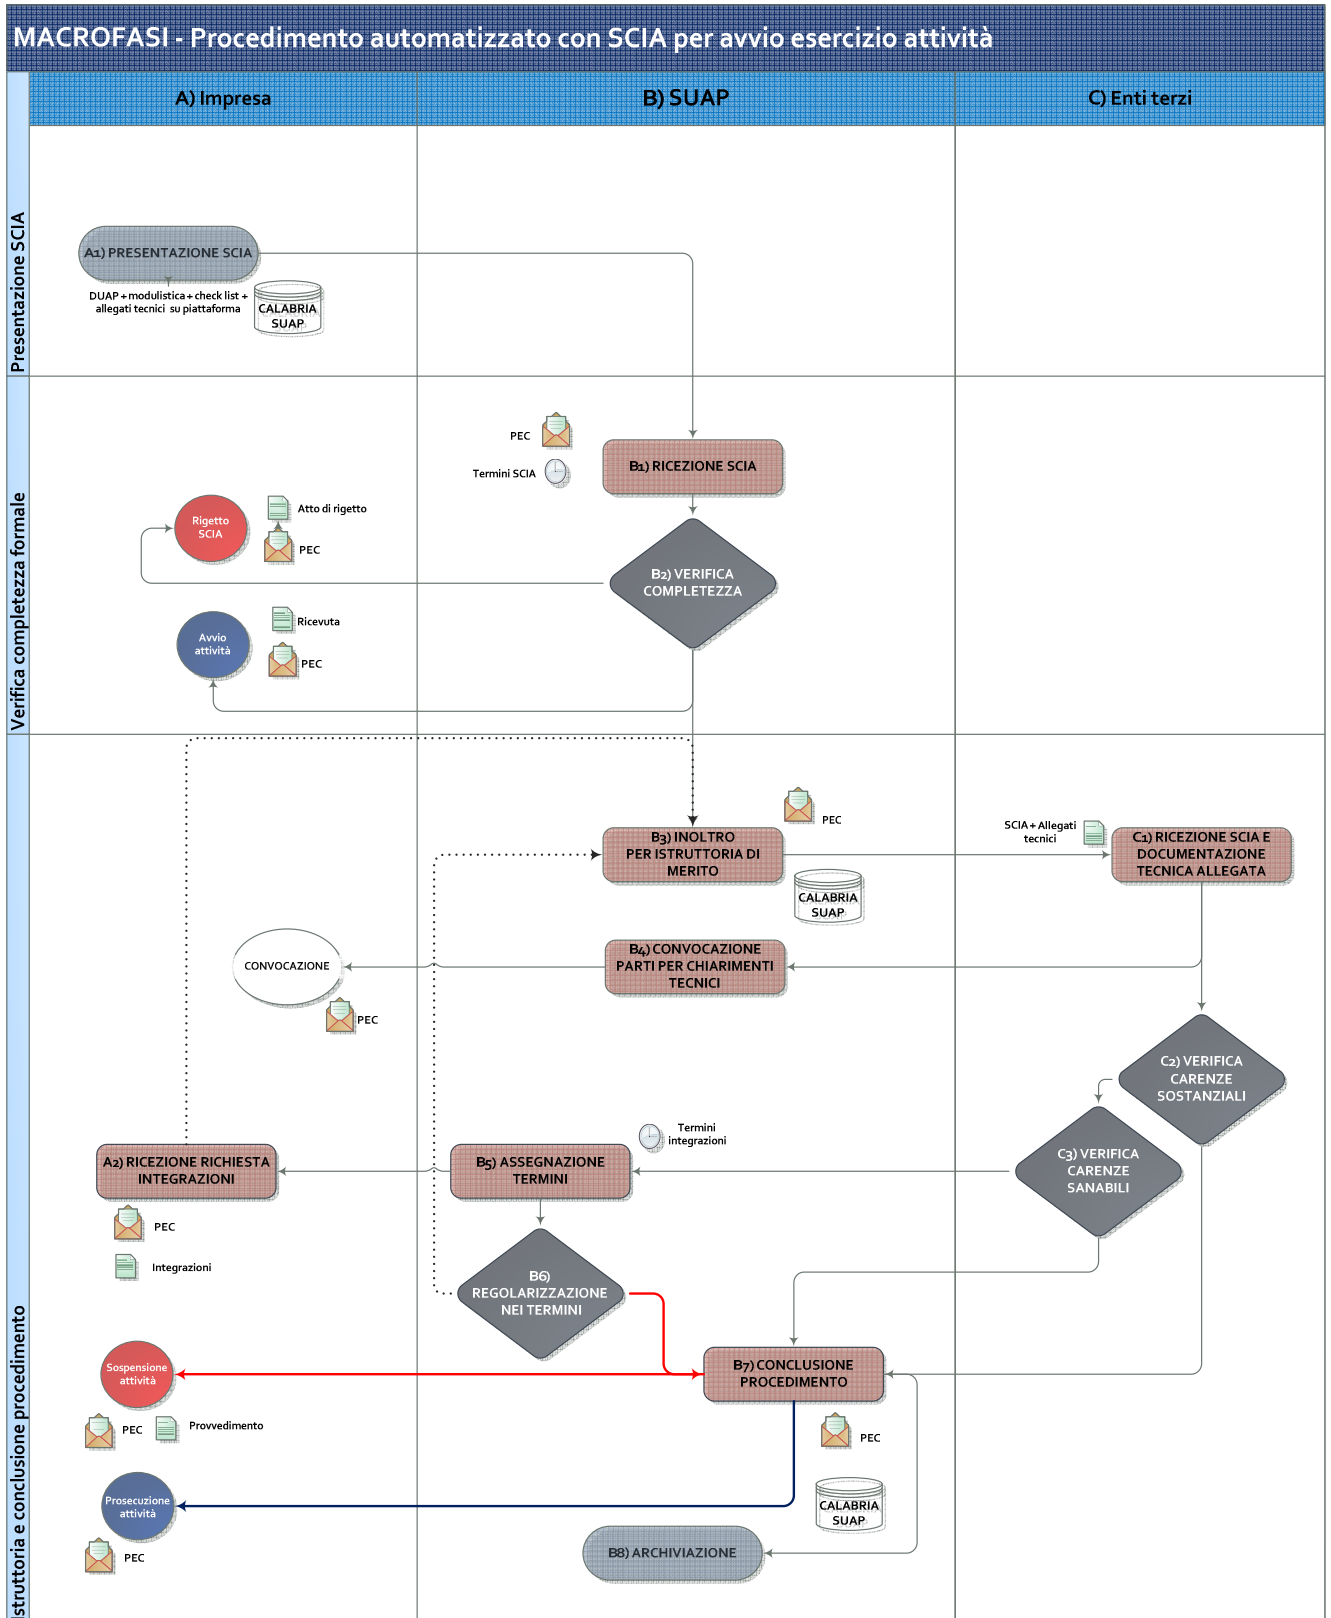 MACROFASI - Procedimento automatizzato con SCIA per avvio esercizio attività
A) Impresa
B) SUAP
C) Enti terzi
Presentazione SCIA
A1) PRESENTAZIONE SCIA
DUAP + modulistica + check list +
allegati tecnici su piattaforma
CALABRIA
SUAP
Verifica completezza formale
PEC
Termini SCIA
B1) RICEZIONE SCIA
Rigetto
SCIA
Atto di rigetto
PEC
B2) VERIFICA
COMPLETEZZA
Avvio
attività
Ricevuta
PEC
Istruttoria e conclusione procedimento
PEC
B3) INOLTRO
PER ISTRUTTORIA DI
MERITO
CALABRIA
SUAP
SCIA + Allegati
tecnici
C1) RICEZIONE SCIA E
DOCUMENTAZIONE
TECNICA ALLEGATA
CONVOCAZIONE
PEC
B4) CONVOCAZIONE
PARTI PER CHIARIMENTI
TECNICI
C2) VERIFICA
CARENZE
SOSTANZIALI
Termini
integrazioni
A2) RICEZIONE RICHIESTA
INTEGRAZIONI
PEC
Integrazioni
B5) ASSEGNAZIONE
TERMINI
C3) VERIFICA
CARENZE
SANABILI
B6)
REGOLARIZZAZIONE
NEI TERMINI
Sospensione
attività
PEC
Provvedimento
B7) CONCLUSIONE
PROCEDIMENTO
PEC
Prosecuzione
attività
PEC
CALABRIA
SUAP
B8) ARCHIVIAZIONE